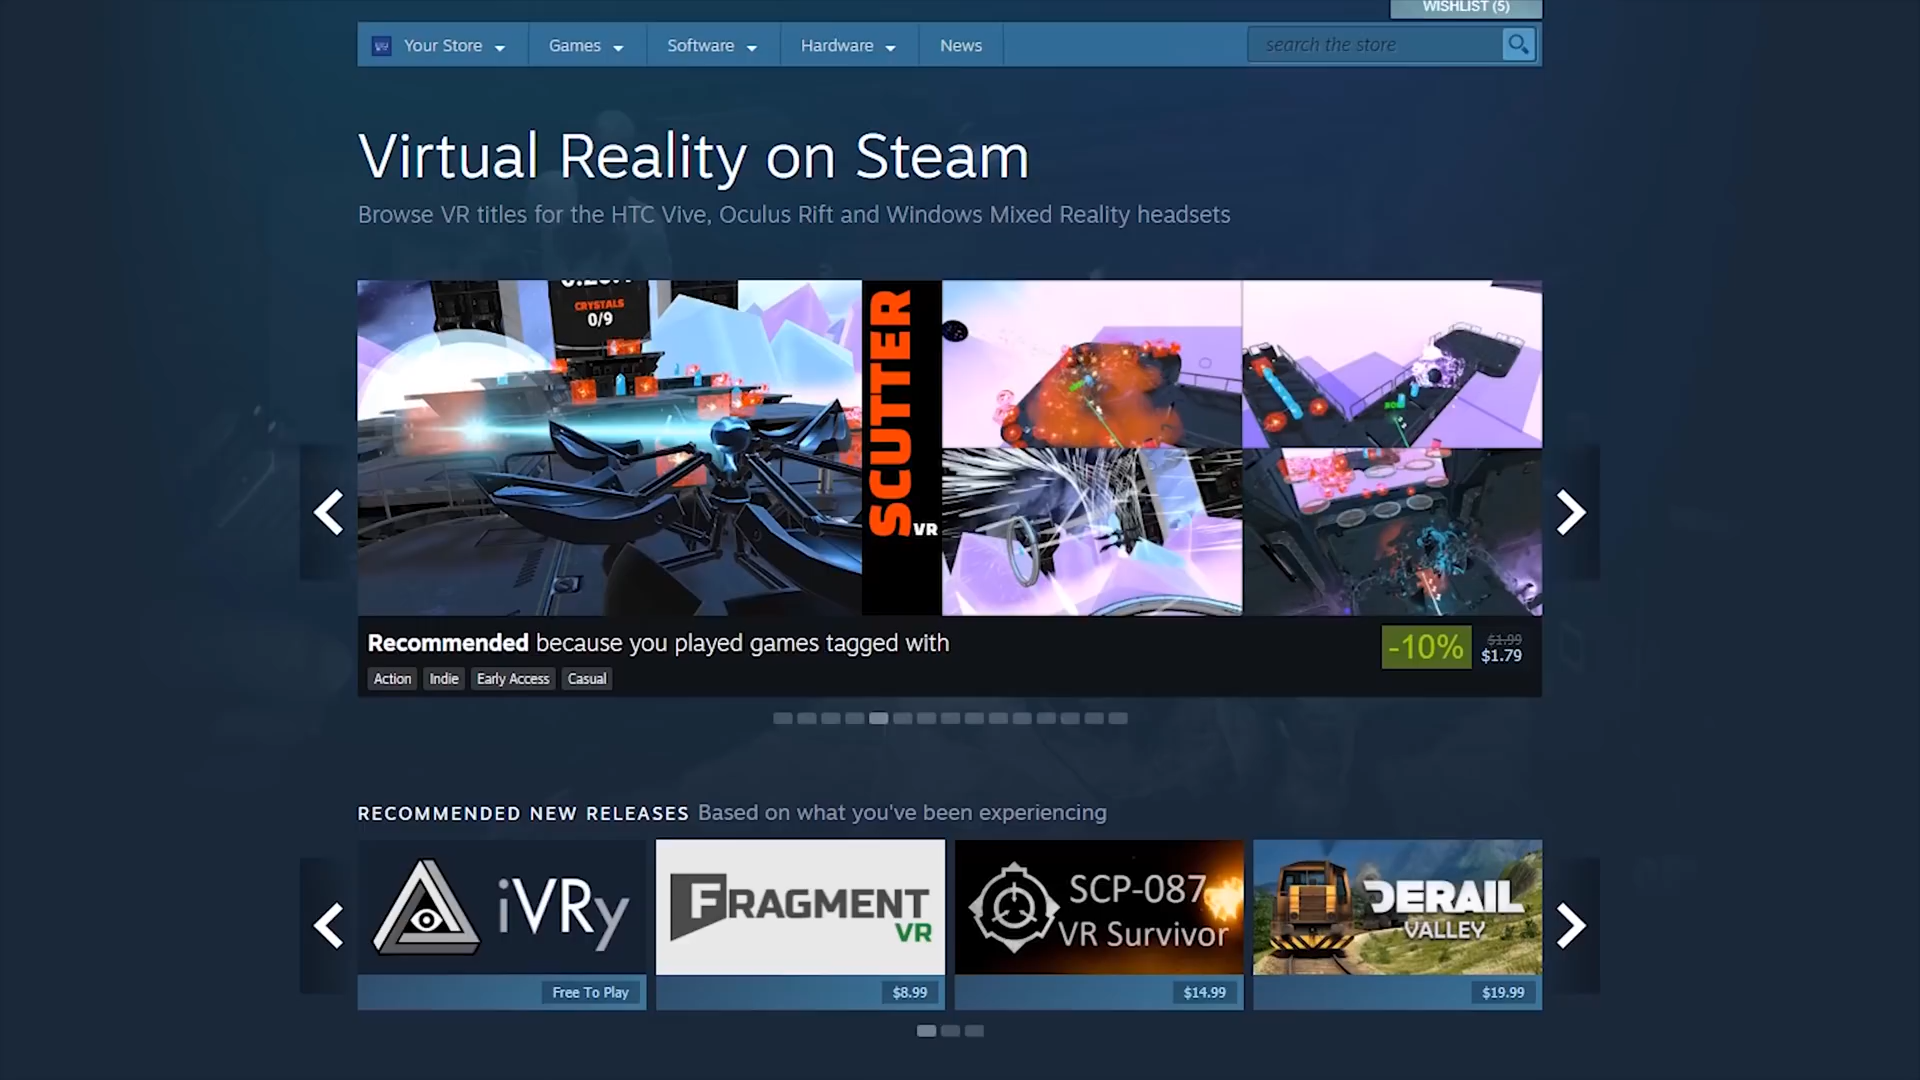 WISHLIST (5)
Your Store
Games
Software
Hardware
News
search the store
Virtual Reality on Steam
Browse VR titles for the HTC Vive, Oculus Rift and Windows Mixed Reality headsets
CRYSTALS
0/9
SCUTTER
VR
Recommended because you played games tagged with
-10%
$1.99
$1.79
Action
Indie
Early Access
Casual
RECOMMENDED NEW RELEASES Based on what you've been experiencing
iVRy
FRAGMENT
VR
SCP-087
VR Survivor
DERAIL
VALLEY
Free To Play
$8.99
$14.99
$19.99